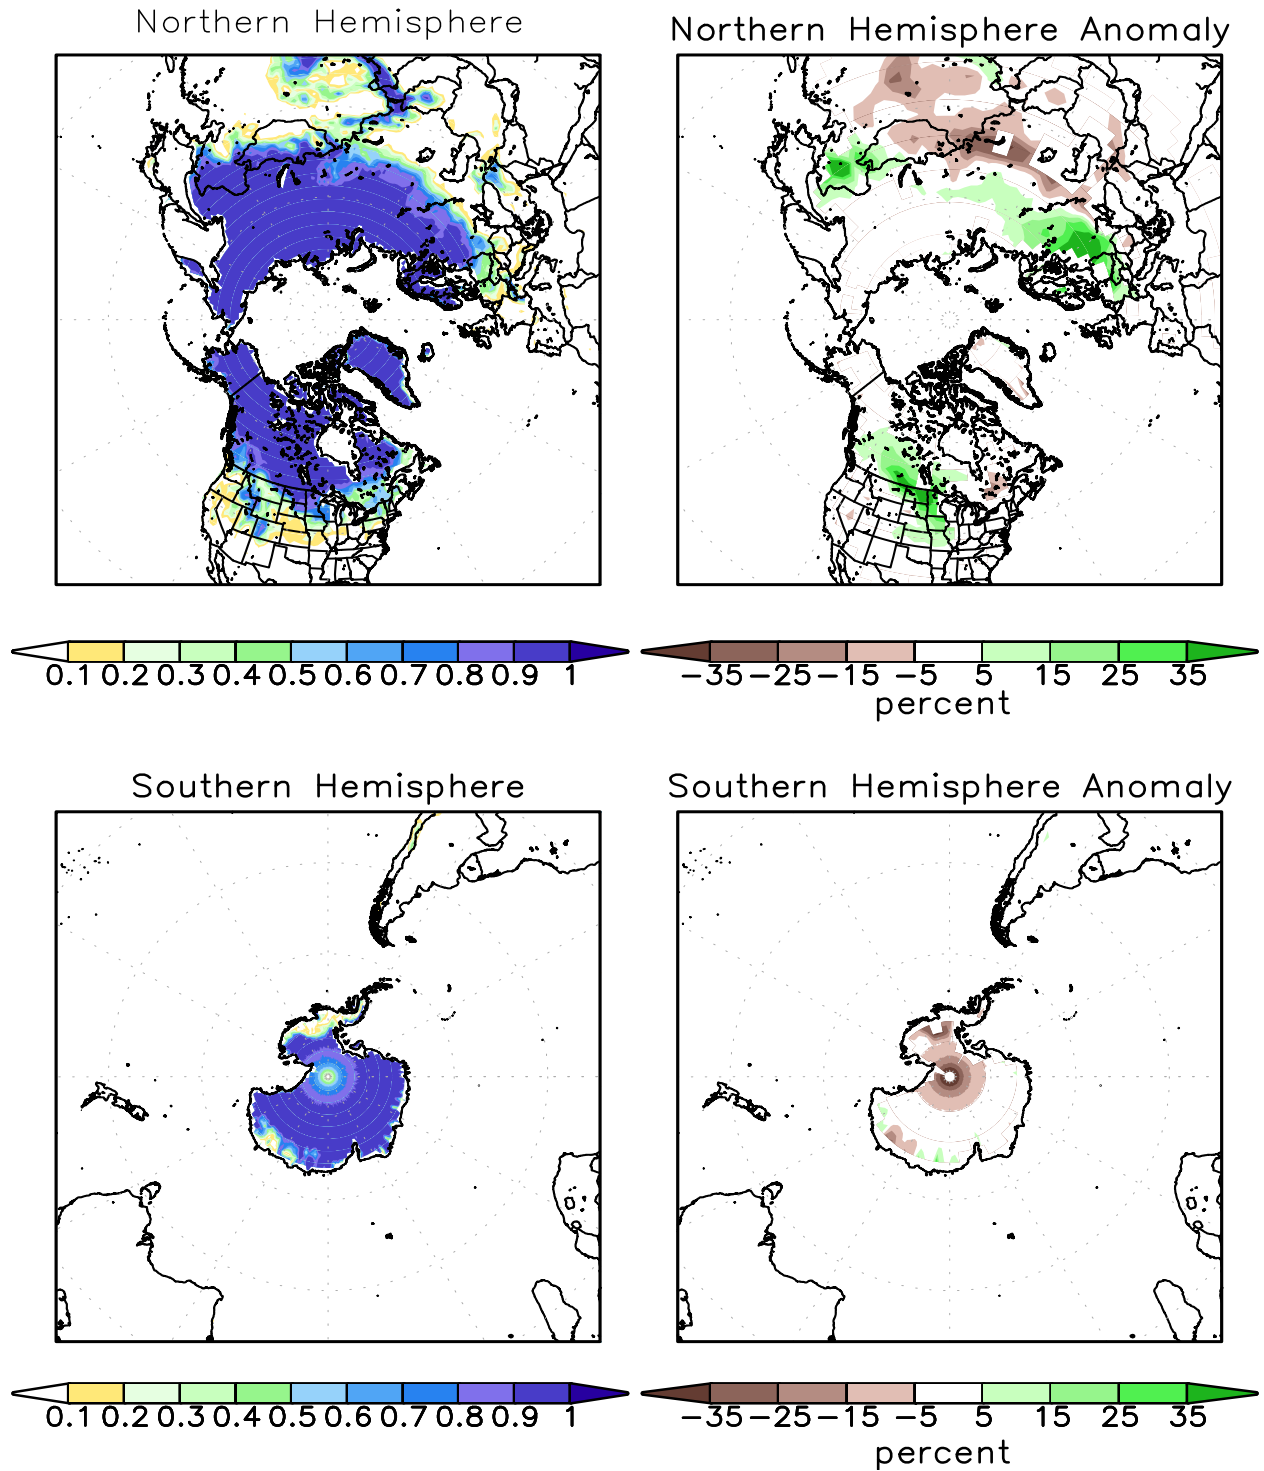 Northern Hemisphere
Northern Hemisphere Anomaly
0.1 0.2 0.3 0.4 0.5 0.6 0.7 0.8 0.9 1
-35 -25 -15 -5 5 15 25 35
percent
Southern Hemisphere
Southern Hemisphere Anomaly
0.1 0.2 0.3 0.4 0.5 0.6 0.7 0.8 0.9 1
-35 -25 -15 -5 5 15 25 35
percent